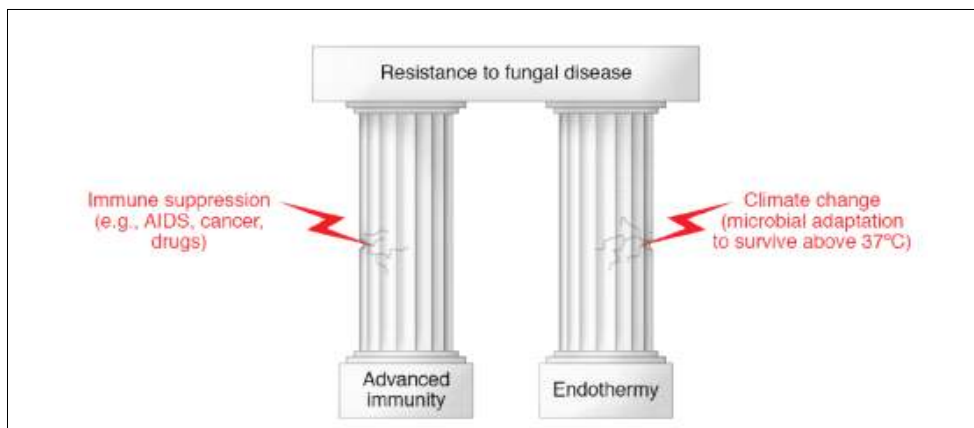 Resistance to fungal disease
Immune suppression
(e.g., AIDS, cancer,
drugs)
Climate change
(microbial adaptation
to survive above 37ºC)
Advanced
immunity
Endothermy